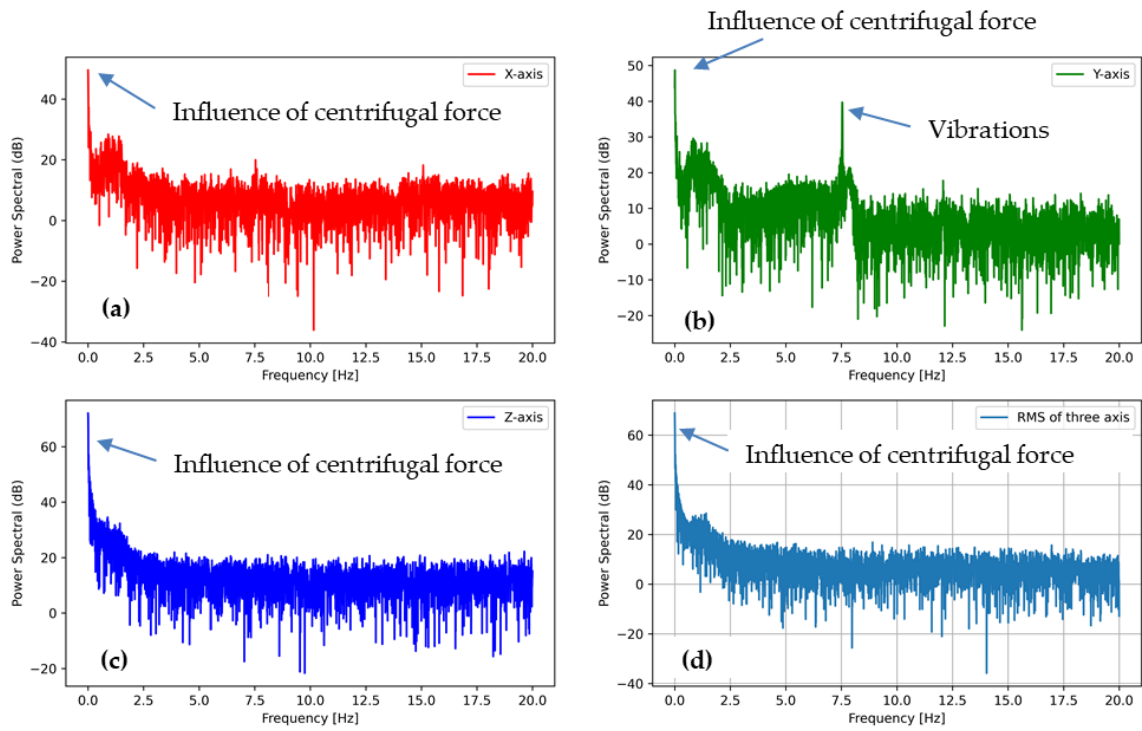 Influence of centrifugal force
X-axis
Influence of centrifugal force
Power Spectral (dB)
40
20
0
−20
−40
(a)
0.0 2.5 5.0 7.5 10.0 12.5 15.0 17.5 20.0
Frequency [Hz]
Y-axis
Vibrations
Power Spectral (dB)
50
40
30
20
10
0
−10
−20
(b)
0.0 2.5 5.0 7.5 10.0 12.5 15.0 17.5 20.0
Frequency [Hz]
Z-axis
Influence of centrifugal force
Power Spectral (dB)
60
40
20
0
−20
(c)
0.0 2.5 5.0 7.5 10.0 12.5 15.0 17.5 20.0
Frequency [Hz]
RMS of three axis
Influence of centrifugal force
Power Spectral (dB)
60
40
20
0
−20
−40
(d)
0.0 2.5 5.0 7.5 10.0 12.5 15.0 17.5 20.0
Frequency [Hz]